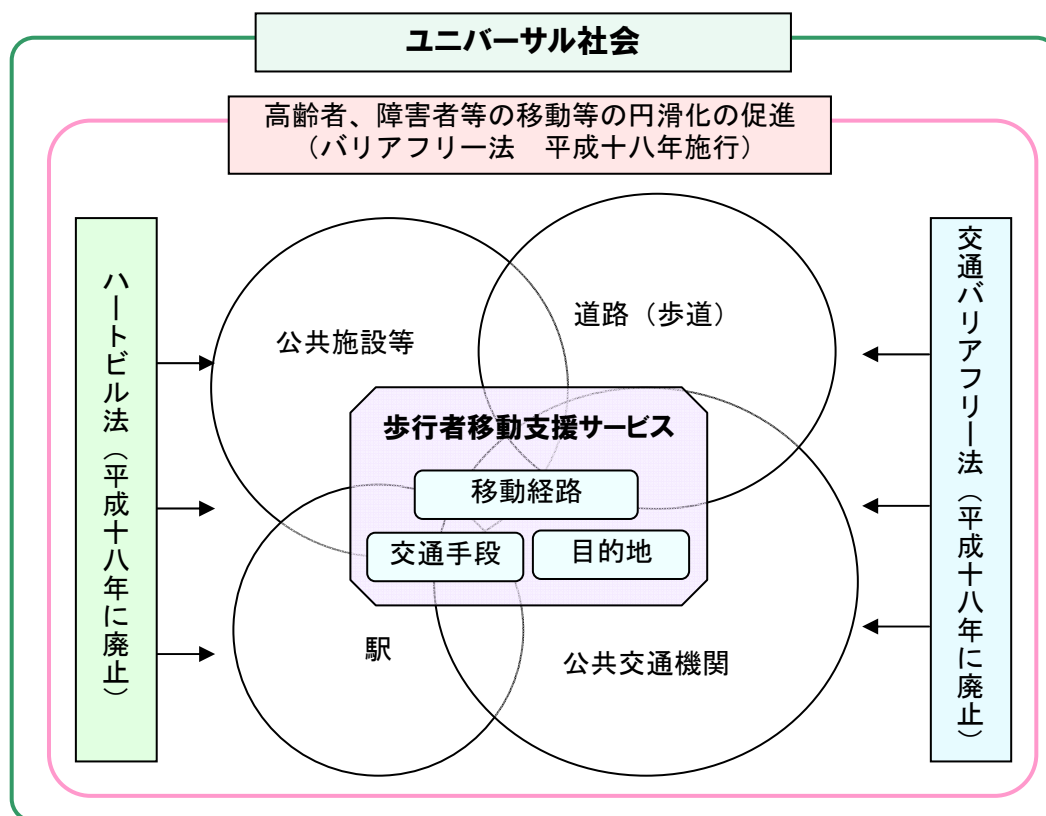 ユニバーサル社会
高齢者、障害者等の移動等の円滑化の促進
（バリアフリー法　平成十八年施行）
ハートビル法（平成十八年に廃止）
公共施設等
道路（歩道）
歩行者移動支援サービス
移動経路
交通手段
目的地
駅
公共交通機関
交通バリアフリー法（平成十八年に廃止）